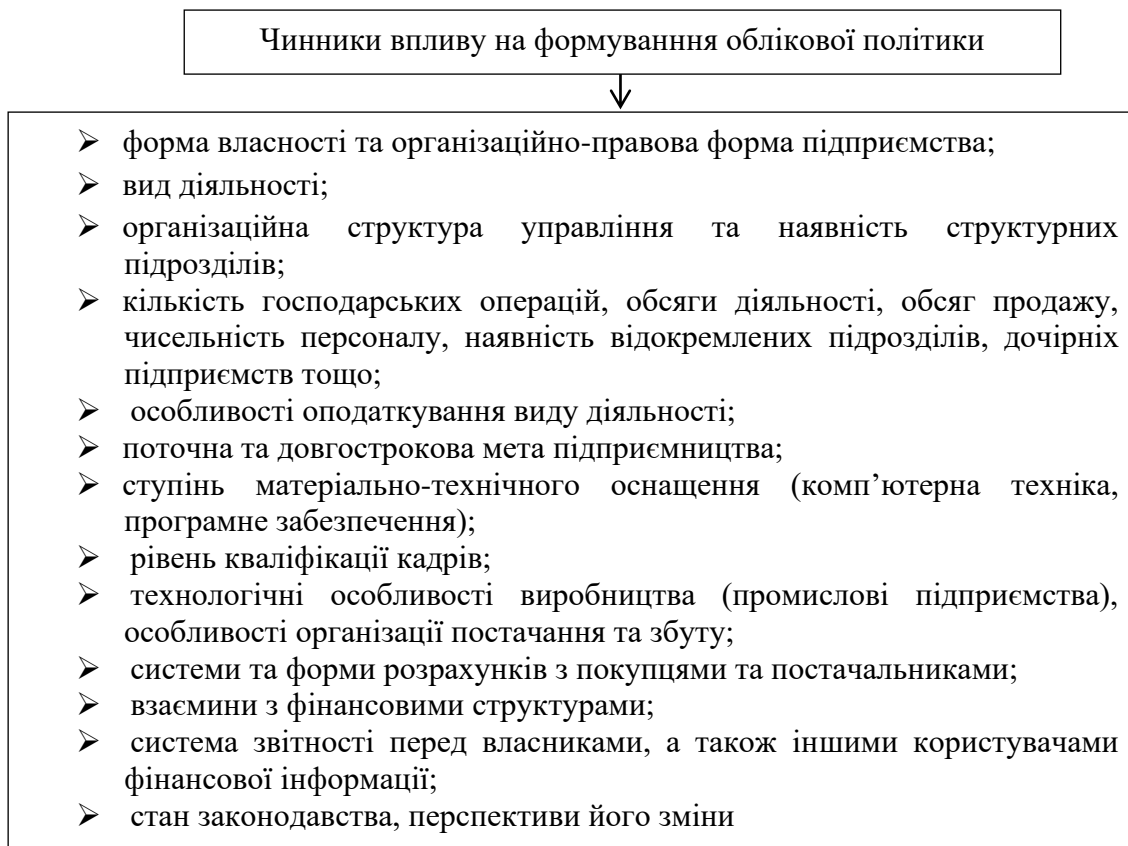 Чинники впливу на формуванння облікової політики
➢ форма власності та організаційно-правова форма підприємства;
➢ вид діяльності;
➢ організаційна структура управління та наявність структурних
підрозділів;
➢ кількість господарських операцій, обсяги діяльності, обсяг продажу,
чисельність персоналу, наявність відокремлених підрозділів, дочірніх
підприємств тощо;
➢ особливості оподаткування виду діяльності;
➢ поточна та довгострокова мета підприємництва;
➢ ступінь матеріально-технічного оснащення (комп’ютерна техніка,
програмне забезпечення);
➢ рівень кваліфікації кадрів;
➢ технологічні особливості виробництва (промислові підприємства),
особливості організації постачання та збуту;
➢ системи та форми розрахунків з покупцями та постачальниками;
➢ взаємини з фінансовими структурами;
➢ система звітності перед власниками, а також іншими користувачами
фінансової інформації;
➢ стан законодавства, перспективи його зміни